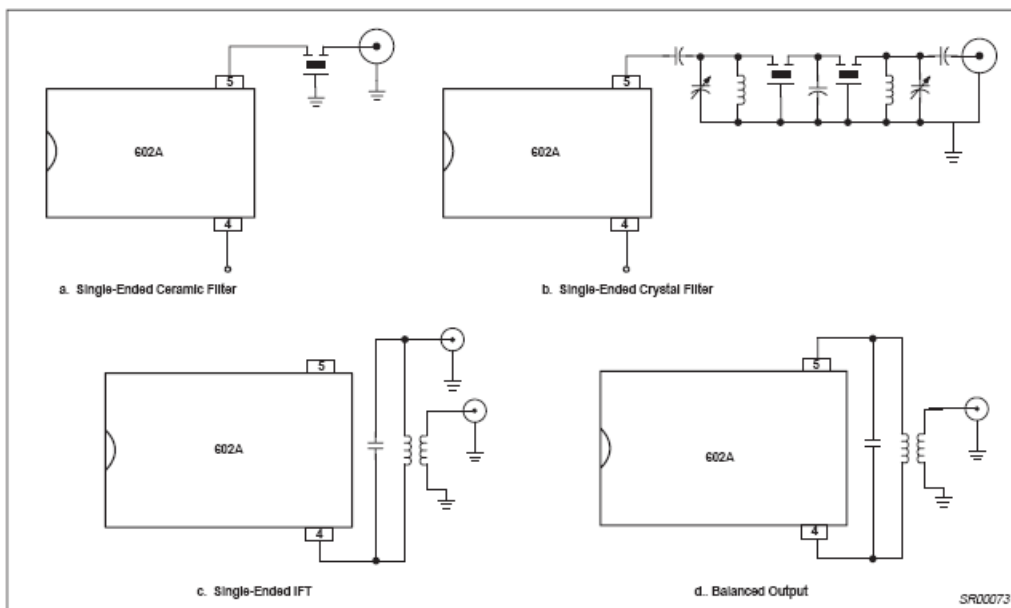 5
602A
4
a. Single-Ended Ceramic Filter
5
602A
4
b. Single-Ended Crystal Filter
5
602A
4
c. Single-Ended IFT
5
602A
4
d.. Balanced Output
SR00073